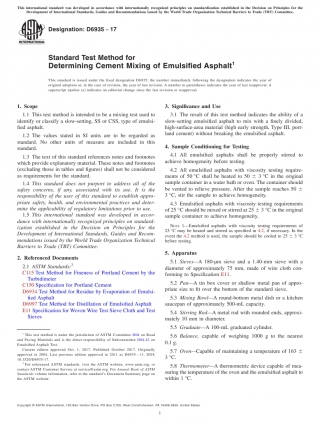 This international standard was developed in accordance with internationally recognized principles on standardization established in the Decision on Principles for the
Development of International Standards, Guides and Recommendations issued by the World Trade Organization Technical Barriers to Trade (TBT) Committee.
Designation: D6935 − 17
INTERNATIONAL
Standard Test Method for
Determining Cement Mixing of Emulsified Asphalt1
This standard is issued under the fixed designation D6935; the number immediately following the designation indicates the year of
original adoption or, in the case of revision, the year of last revision. A number in parentheses indicates the year of last reapproval. A
superscript epsilon (ε) indicates an editorial change since the last revision or reapproval.
1. Scope
1.1 This test method is intended to be a mixing test used to
identify or classify a slow-setting, SS or CSS, type of emulsi-
fied asphalt.
1.2 The values stated in SI units are to be regarded as
standard. No other units of measure are included in this
standard.
1.3 The text of this standard references notes and footnotes
which provide explanatory material. These notes and footnotes
(excluding those in tables and figures) shall not be considered
as requirements for the standard.
1.4 This standard does not purport to address all of the
safety concerns, if any, associated with its use. It is the
responsibility of the user of this standard to establish appro-
priate safety, health, and environmental practices and deter-
mine the applicability of regulatory limitations prior to use.
1.5 This international standard was developed in accor-
dance with internationally recognized principles on standard-
ization established in the Decision on Principles for the
Development of International Standards, Guides and Recom-
mendations issued by the World Trade Organization Technical
Barriers to Trade (TBT) Committee.
2. Referenced Documents
2.1 ASTM Standards:2
C115 Test Method for Fineness of Portland Cement by the
Turbidimeter
C150 Specification for Portland Cement
D6934 Test Method for Residue by Evaporation of Emulsi-
fied Asphalt
D6997 Test Method for Distillation of Emulsified Asphalt
E11 Specification for Woven Wire Test Sieve Cloth and Test
Sieves
1 This test method is under the jurisdiction of ASTM Committee D04 on Road
and Paving Materials and is the direct responsibility of Subcommittee D04.42 on
Emulsified Asphalt Test.
Current edition approved Oct. 1, 2017. Published October 2017. Originally
approved in 2004. Last previous edition approved in 2011 as D6935 – 11. DOI:
10.1520/D6935-17.
2 For referenced ASTM standards, visit the ASTM website, www.astm.org, or
contact ASTM Customer Service at service@astm.org. For Annual Book of ASTM
Standards volume information, refer to the standard's Document Summary page on
the ASTM website.
3. Significance and Use
3.1 The result of this test method indicates the ability of a
slow-setting emulsified asphalt to mix with a finely divided,
high-surface-area material (high early strength, Type III, port-
land cement) without breaking the emulsified asphalt.
4. Sample Conditioning for Testing
4.1 All emulsified asphalts shall be properly stirred to
achieve homogeneity before testing.
4.2 All emulsified asphalts with viscosity testing require-
ments of 50 °C shall be heated to 50 ± 3 °C in the original
sample container in a water bath or oven. The container should
be vented to relieve pressure. After the sample reaches 50 ±
3 °C, stir the sample to achieve homogeneity.
4.3 Emulsified asphalts with viscosity testing requirements
of 25 °C should be mixed or stirred at 25 ± 3 °C in the original
sample container to achieve homogeneity.
NOTE 1—Emulsified asphalts with viscosity testing requirements of
25 °C may be heated and stirred as specified in 4.2, if necessary. In the
event the 4.2 method is used, the sample should be cooled to 25 ± 3 °C
before testing.
5. Apparatus
5.1 Sieves—A 180-µm sieve and a 1.40-mm sieve with a
diameter of approximately 75 mm, made of wire cloth con-
forming to Specification E11.
5.2 Pan—A tin box cover or shallow metal pan of appro-
priate size to fit over the bottom of the standard sieve.
5.3 Mixing Bowl—A round-bottom metal dish or a kitchen
saucepan of approximately 500-mL capacity.
5.4 Stirring Rod—A metal rod with rounded ends, approxi-
mately 10 mm in diameter.
5.5 Graduate—A 100-mL graduated cylinder.
5.6 Balance, capable of weighing 1000 g to the nearest
0.1 g.
5.7 Oven—Capable of maintaining a temperature of 163 ±
3 °C.
5.8 Thermometer—A thermometric device capable of mea-
suring the temperature of the oven and the emulsified asphalt to
within 1 °C.
Copyright © ASTM International, 100 Barr Harbor Drive, PO Box C700, West Conshohocken, PA 19428-2959. United States
1